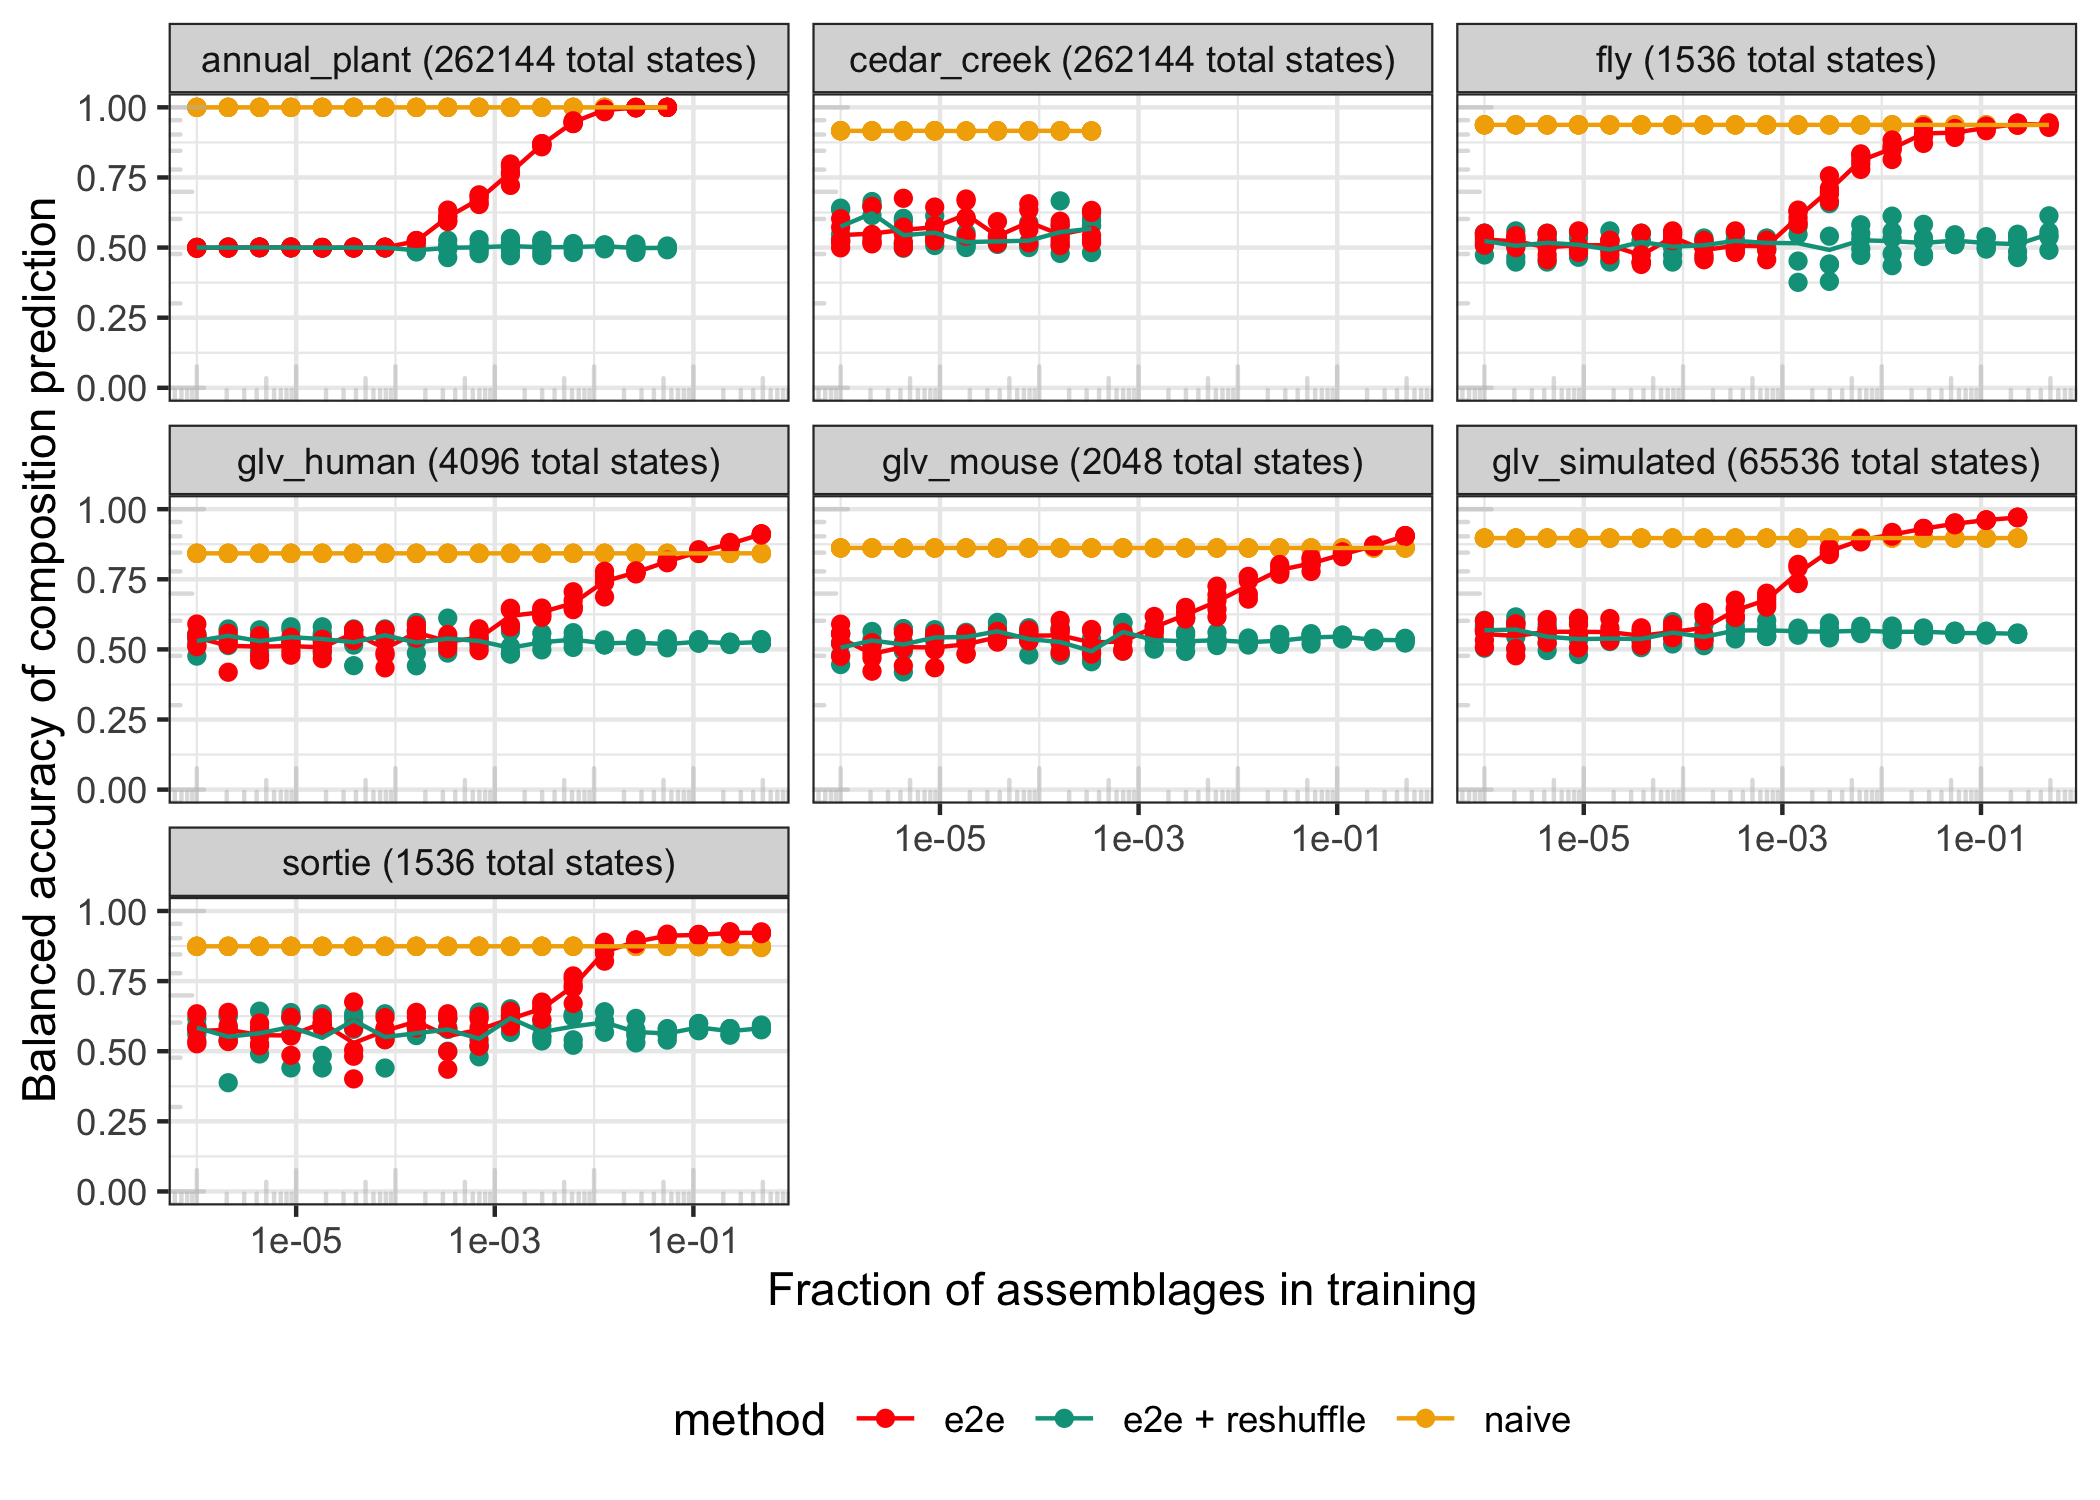 annual_plant (262144 total states)
cedar_creek (262144 total states)
fly (1536 total states)
1.00
0.75
0.50
0.25
0.00
glv_human (4096 total states)
glv_mouse (2048 total states)
glv_simulated (65536 total states)
1.00
0.75
0.50
0.25
0.00
1e-05
1e-03
1e-01
1e-05
1e-03
1e-01
sortie (1536 total states)
1.00
0.75
0.50
0.25
0.00
1e-05
1e-03
1e-01
Balanced accuracy of composition prediction
Fraction of assemblages in training
method
e2e
e2e + reshuffle
naive